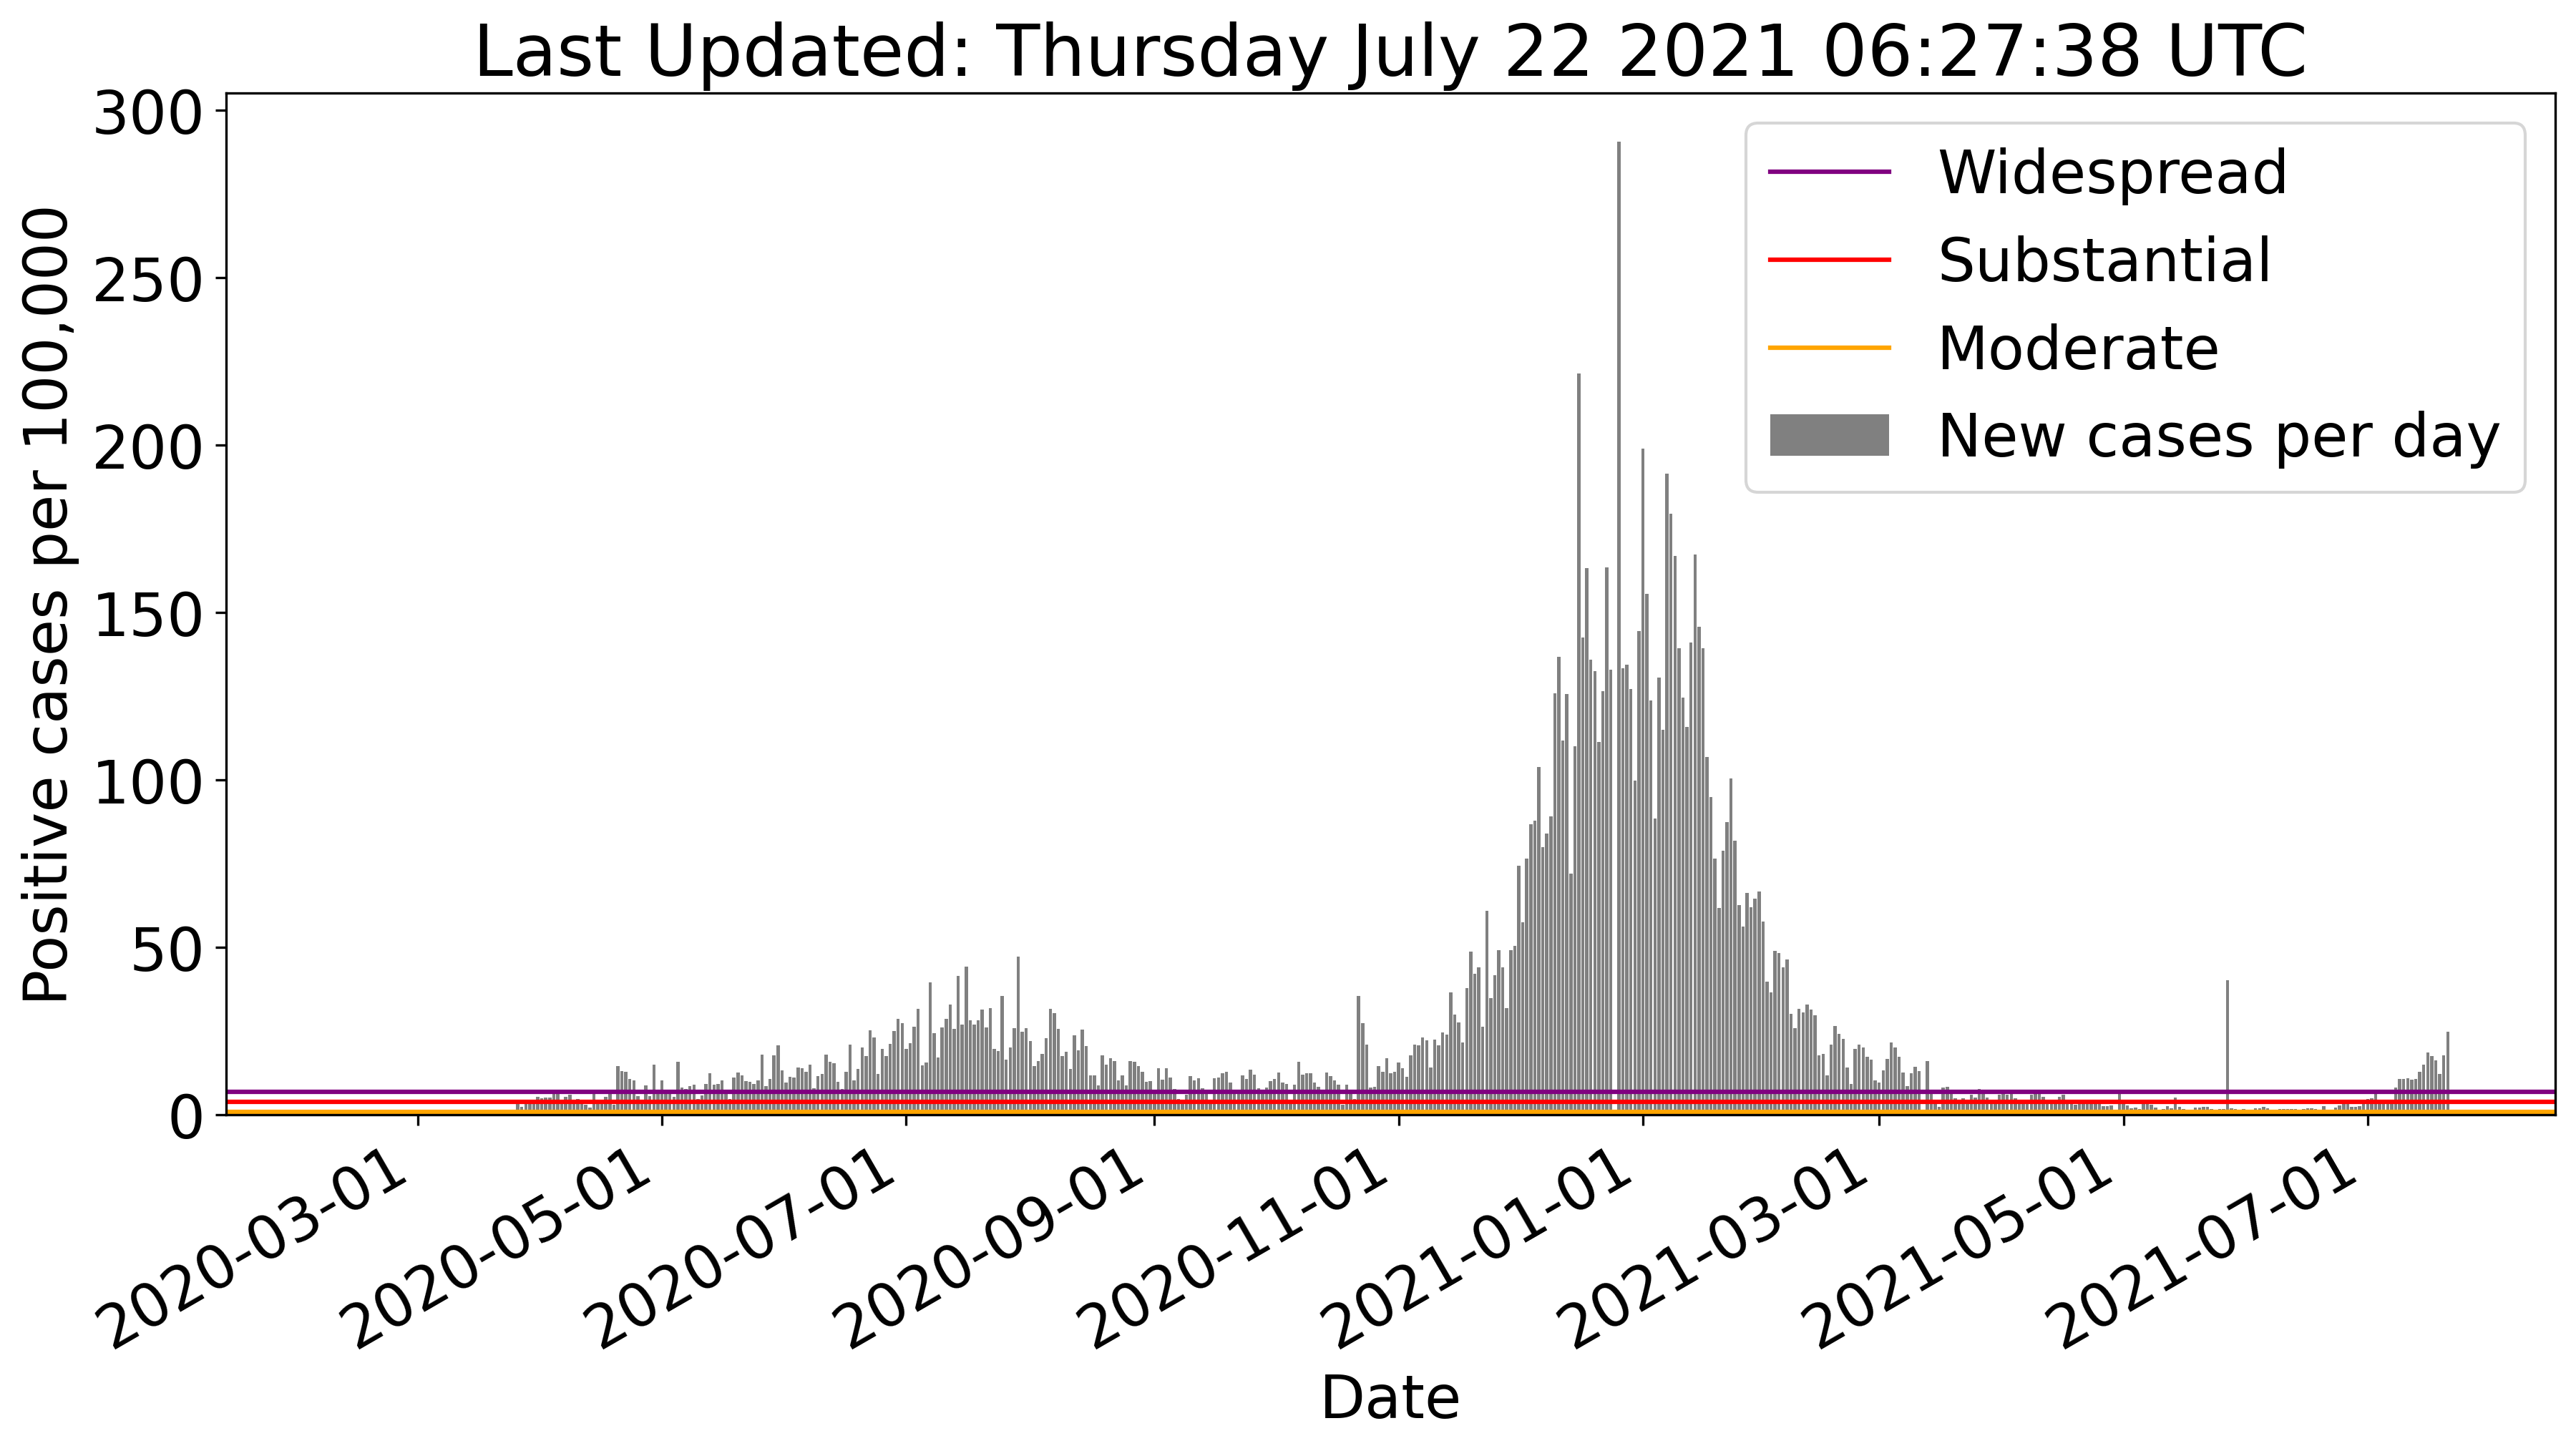 Last Updated: Thursday July 22 2021 06:27:38 UTC
300
250
200
150
100
50
0
Positive cases per 100,000
Widespread
Substantial
Moderate
New cases per day
2020-03-01
2020-05-01
2020-07-01
2020-09-01
2020-11-01
2021-01-01
2021-03-01
2021-05-01
2021-07-01
Date